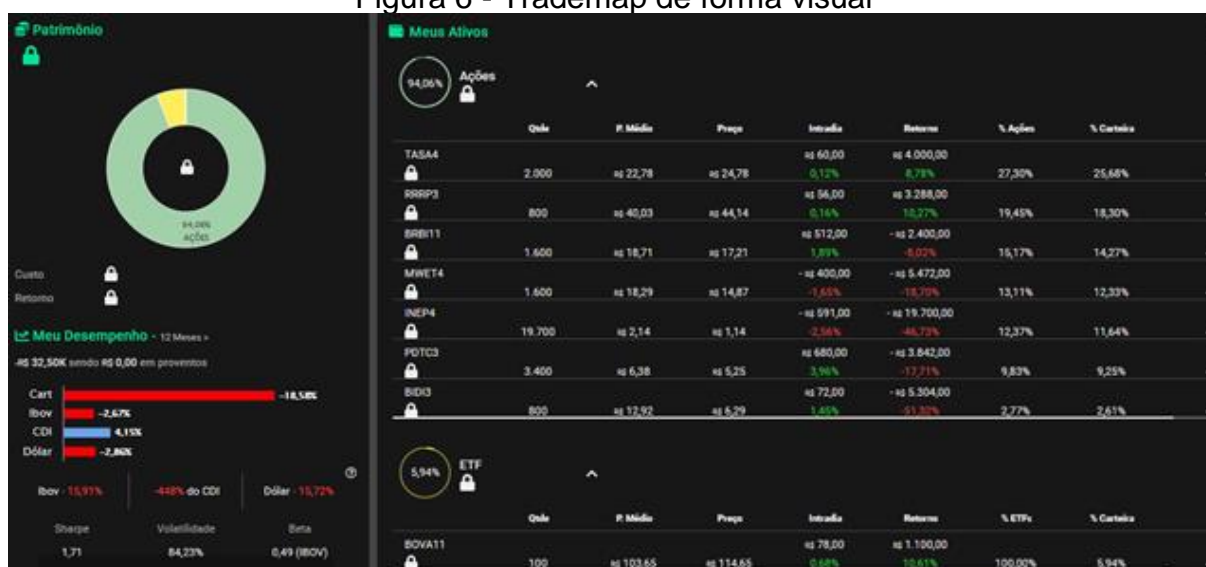 Figura 6 - Trademap de forma visual
Patrimônio
94,06%
AÇÕES
Custo
Retorno
Meu Desempenho - 12 Meses
-R$ 32,50K sendo R$ 0,00 em proventos
Cart -18,58%
Ibov -2,67%
CDI 4,15%
Dólar -2,86%
Ibov - 15,91% -448% do CDI Dólar - 15,72%
Sharpe Volatilidade Beta
1,71 84,23% 0,49 (IBOV)
Meus Ativos
94,06% Ações
Qtde P. Médio Preço Intradia Retorno % Ações % Carteira
TASA4 R$ 60,00 R$ 4.000,00
2.000 R$ 22,78 R$ 24,78 0,12% 8,78% 27,30% 25,68%
RRRP3 R$ 56,00 R$ 3.288,00
800 R$ 40,03 R$ 44,14 0,16% 10,27% 19,45% 18,30%
BRBI11 R$ 512,00 - R$ 2.400,00
1.600 R$ 18,71 R$ 17,21 1,89% -8,02% 15,17% 14,27%
MWET4 - R$ 400,00 - R$ 5.472,00
1.600 R$ 18,29 R$ 14,87 -1,65% -18,70% 13,11% 12,33%
INEP4 - R$ 591,00 - R$ 19.700,00
19.700 R$ 2,14 R$ 1,14 -2,56% -46,73% 12,37% 11,64%
PDTC3 R$ 680,00 - R$ 3.842,00
3.400 R$ 6,38 R$ 5,25 3,96% -17,71% 9,83% 9,25%
BIDI3 R$ 72,00 - R$ 5.304,00
800 R$ 12,92 R$ 6,29 1,45% -51,32% 2,77% 2,61%
5,94% ETF
Qtde P. Médio Preço Intradia Retorno % ETFs % Carteira
BOVA11 R$ 78,00 R$ 1.100,00
100 R$ 103,65 R$ 114,65 0,68% 10,61% 100,00% 5,94%